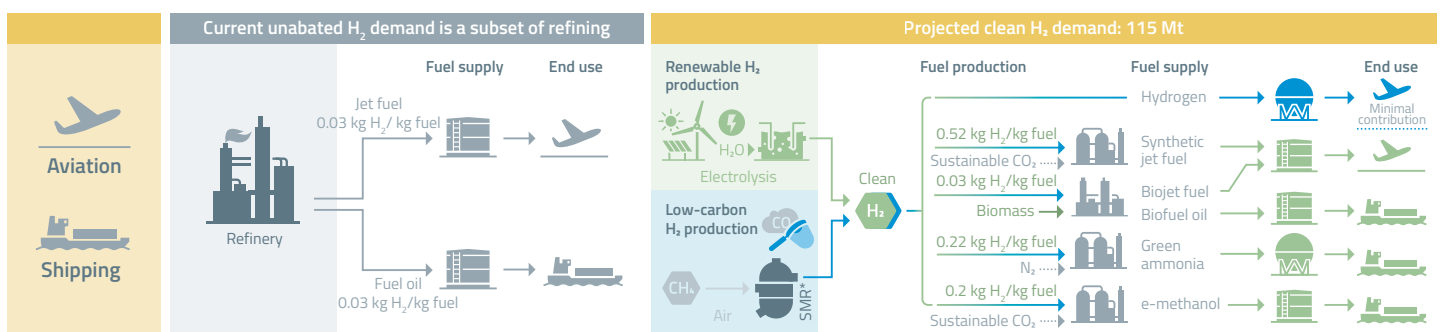 Current unabated H₂ demand is a subset of refining
Projected clean H₂ demand: 115 Mt
Aviation
Shipping
Fuel supply
End use
Jet fuel
0.03 kg H₂/ kg fuel
Refinery
Fuel oil
0.03 kg H₂/kg fuel
Renewable H₂
production
H₂O
Electrolysis
Low-carbon
H₂ production
CO
CH₄
Air
SMR*
Clean
H₂
Fuel production
Fuel supply
End use
Hydrogen
Minimal
contribution
0.52 kg H₂/kg fuel
Sustainable CO₂
Synthetic
jet fuel
0.03 kg H₂/kg fuel
Biomass
Biojet fuel
Biofuel oil
0.22 kg H₂/kg fuel
N₂
Green
ammonia
0.2 kg H₂/kg fuel
Sustainable CO₂
e-methanol